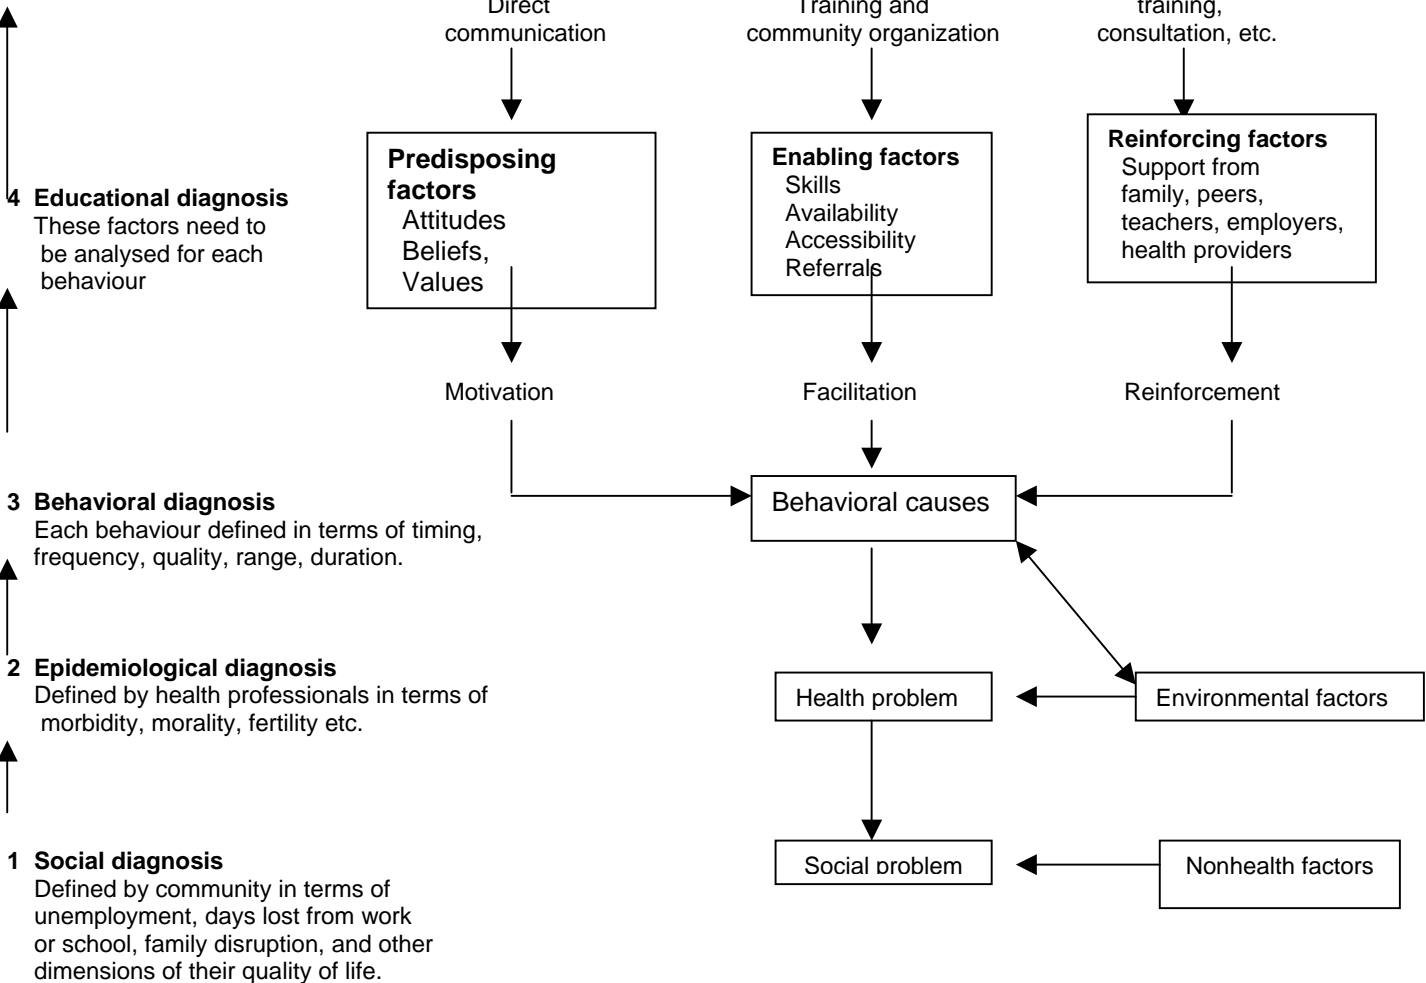 Direct
communication
Training and
community organization
training,
consultation, etc.
Predisposing
factors
Attitudes
Beliefs,
Values
Enabling factors
Skills
Availability
Accessibility
Referrals
Reinforcing factors
Support from
family, peers,
teachers, employers,
health providers
4 Educational diagnosis
These factors need to
be analysed for each
behaviour
Motivation
Facilitation
Reinforcement
3 Behavioral diagnosis
Each behaviour defined in terms of timing,
frequency, quality, range, duration.
Behavioral causes
2 Epidemiological diagnosis
Defined by health professionals in terms of
morbidity, morality, fertility etc.
Health problem
Environmental factors
1 Social diagnosis
Defined by community in terms of
unemployment, days lost from work
or school, family disruption, and other
dimensions of their quality of life.
Social problem
Nonhealth factors